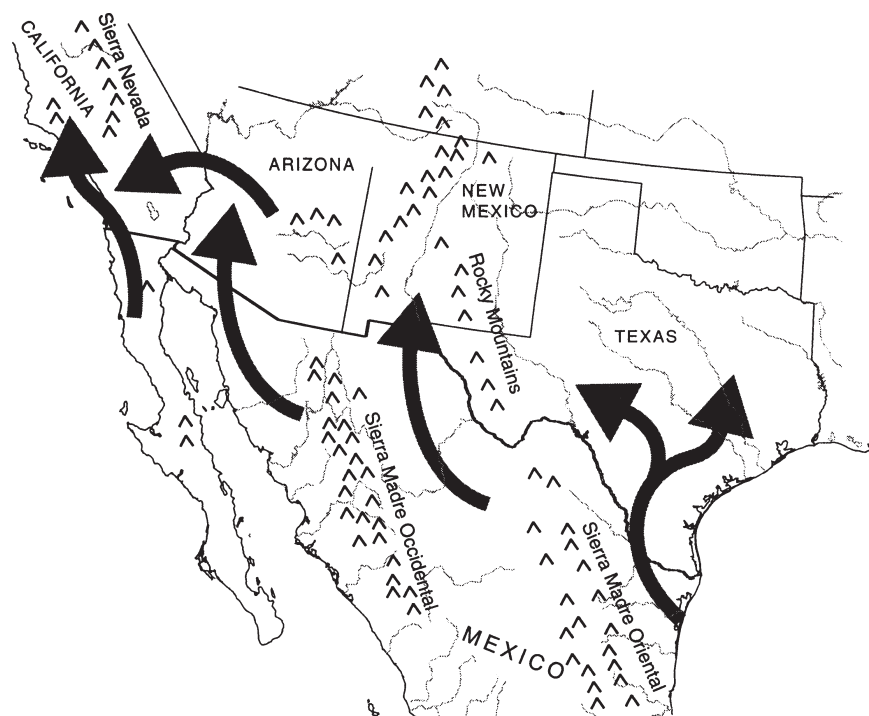 CALIFORNIA
Sierra Nevada
ARIZONA
NEW
MEXICO
Rocky Mountains
TEXAS
Sierra Madre Occidental
Sierra Madre Oriental
MEXICO